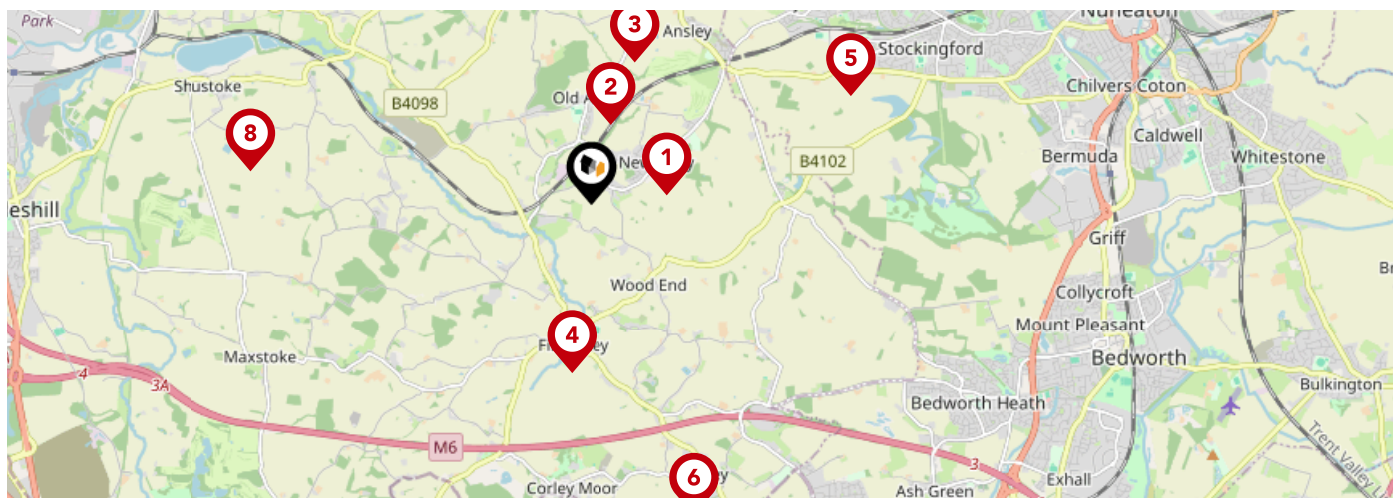 Park
3
Ansley
Nuneaton
5
Stockingford
Shustoke
2
Old
B4098
Chilvers Coton
8
Caldwell
1
New
B4102
Bermuda
Whitestone
eshill
Griff
Wood End
Collycroft
4
Mount Pleasant
Maxstoke
Bedworth
4
3A
Bulkington
Bedworth Heath
M6
Trent Valley L
3
6
y
Corley Moor
Ash Green
Exhall